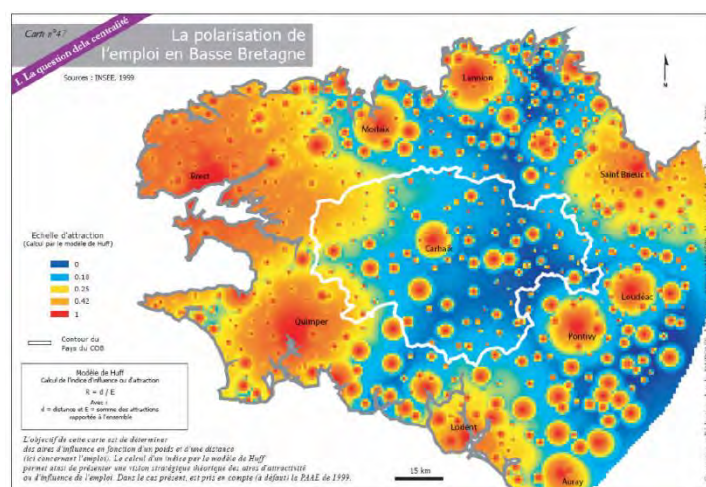 Carte n°47
1. La question dela centralité
La polarisation de
l'emploi en Basse Bretagne
Sources : INSEE, 1999
N
Lannion
Morlaix
Brest
Saint Brieuc
Carhaix
Quimper
Loudéac
Pontivy
Lorient
Auray
Echelle d'attraction
(Calcul par le modèle de Huff)
0
0.18
0.25
0.42
1
Contour du
Pays du COB
Modèle de Huff
Calcul de l'indice d'influence ou d'attraction
R = d / E
Avec :
d = distance et E = somme des attractions
rapportée à l'ensemble
15 km
L'objectif de cette carte est de déterminer
des aires d'influence en fonction d'un poids et d'une distance
(ici concernant l'emploi). Le calcul d'un indice par le modèle de Huff
permet ainsi de présenter une vision stratégique théorique des aires d'attractivité
ou d'influence de l'emploi. Dans le cas présent, est pris en compte (à défaut) la PAAE de 1999.